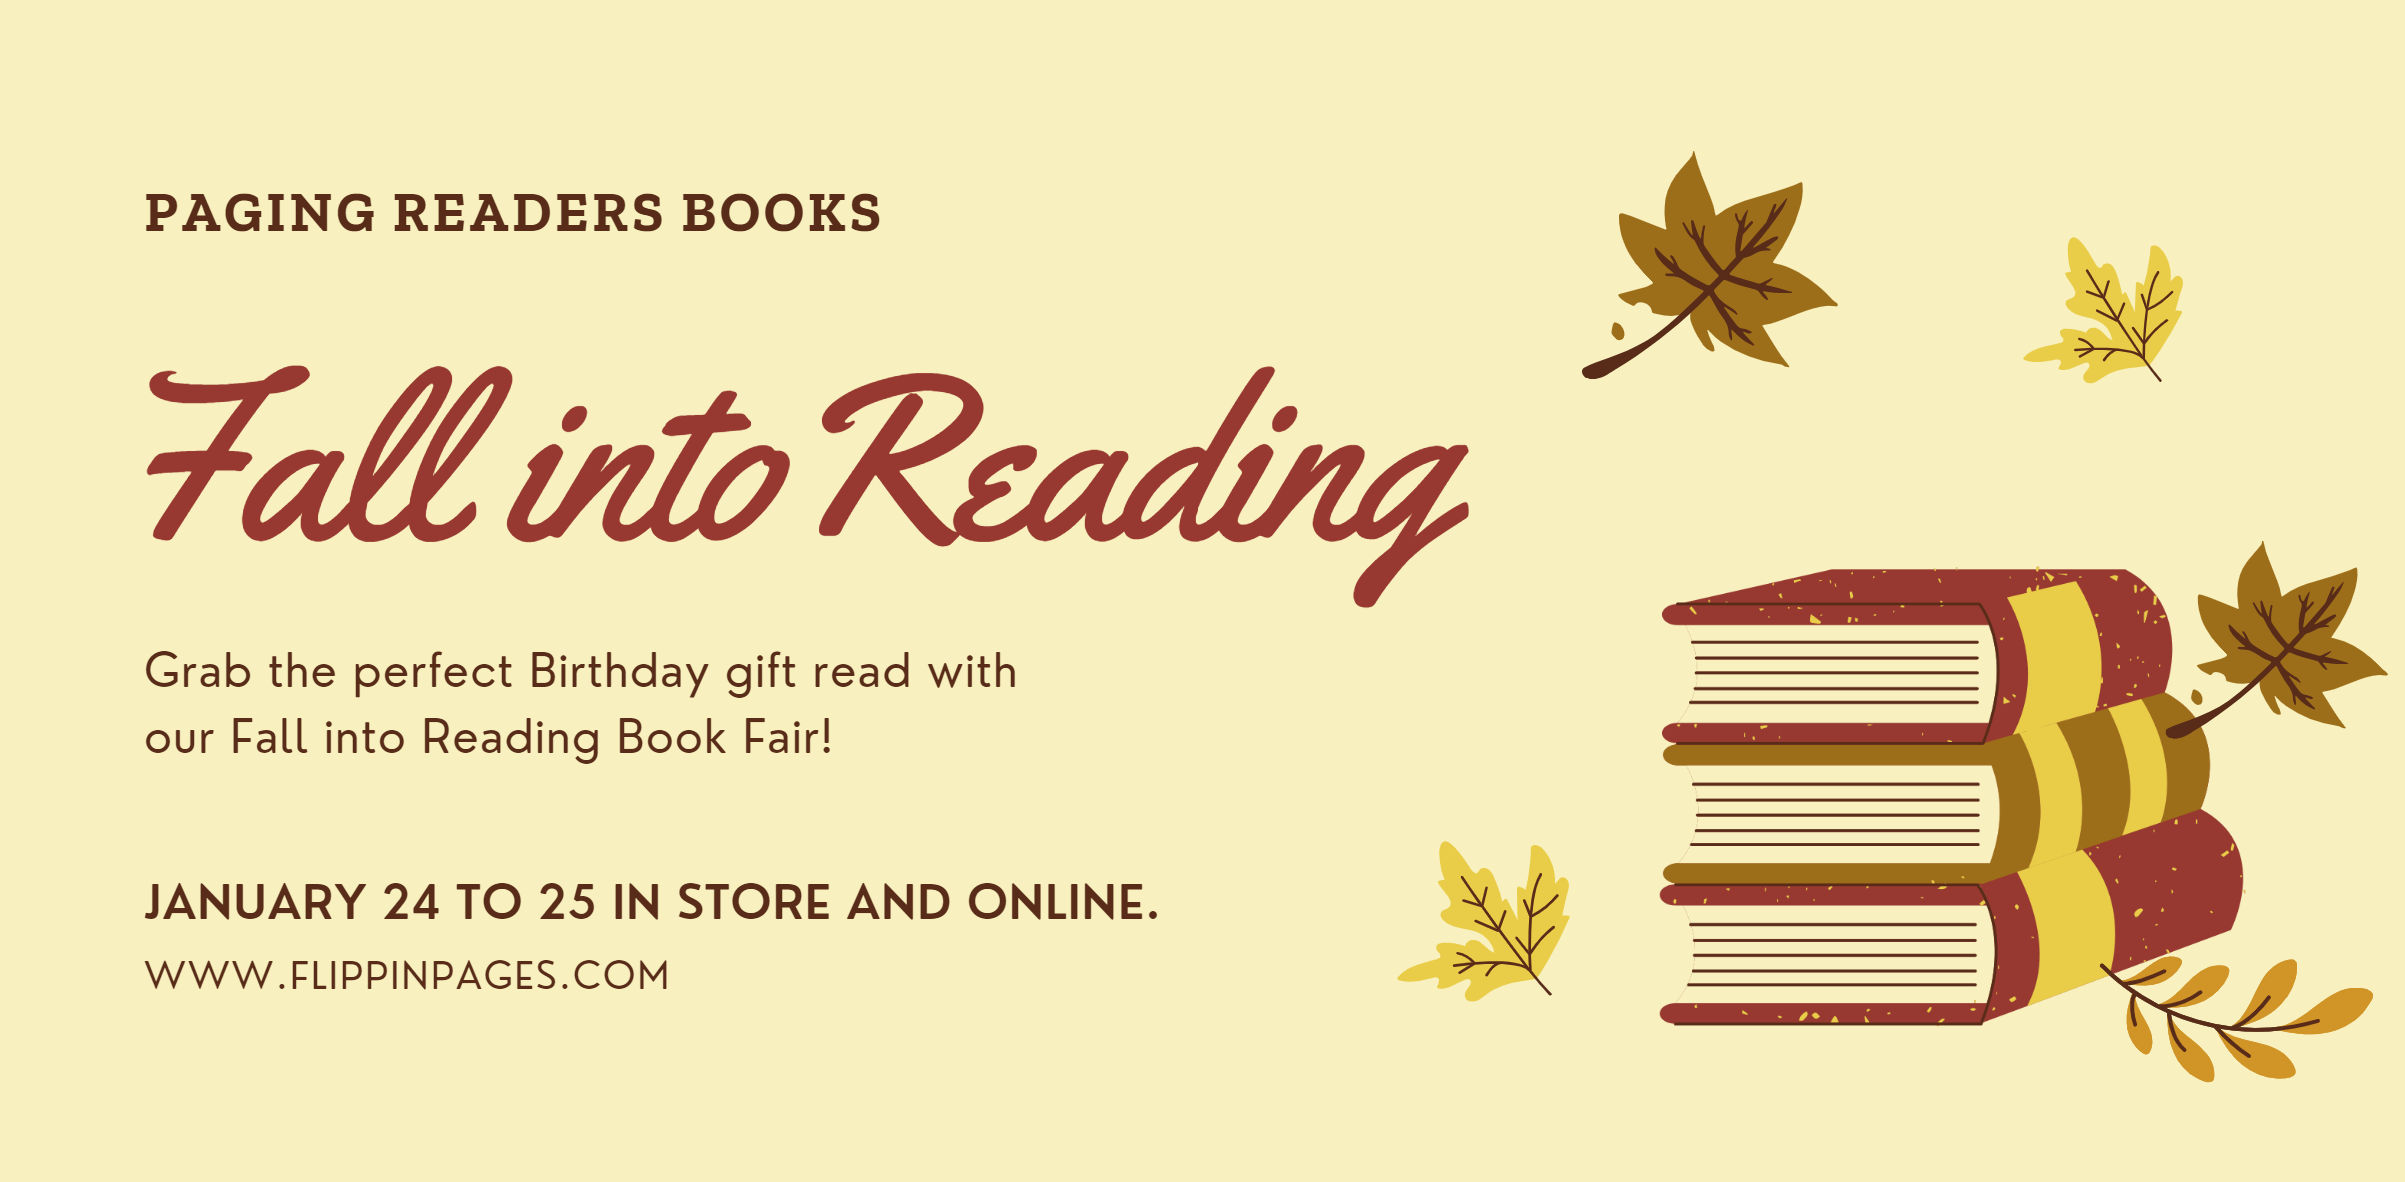 PAGING READERS BOOKS
Fall into Reading
Grab the perfect Birthday gift read with
our Fall into Reading Book Fair!
JANUARY 24 TO 25 IN STORE AND ONLINE.
WWW.FLIPPINPAGES.COM